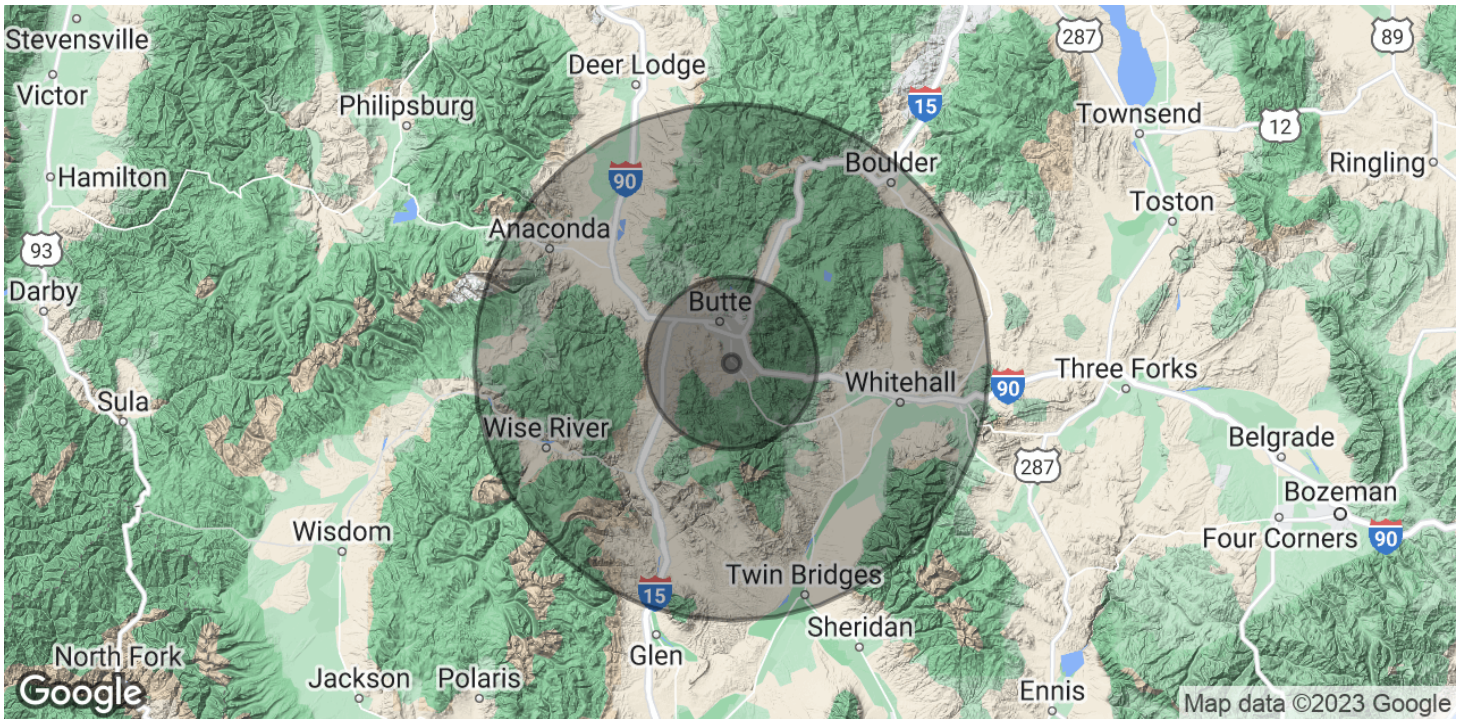 Stevensville
287
89
Deer Lodge
Victor
Philipsburg
15
Townsend
12
Boulder
Ringling
Hamilton
90
Toston
Anaconda
93
Darby
Butte
Three Forks
Whitehall
90
Sula
Wise River
Belgrade
287
Bozeman
Wisdom
Four Corners
90
Twin Bridges
15
Sheridan
North Fork
Glen
Jackson
Polaris
Google
Ennis
Map data ©2023 Google